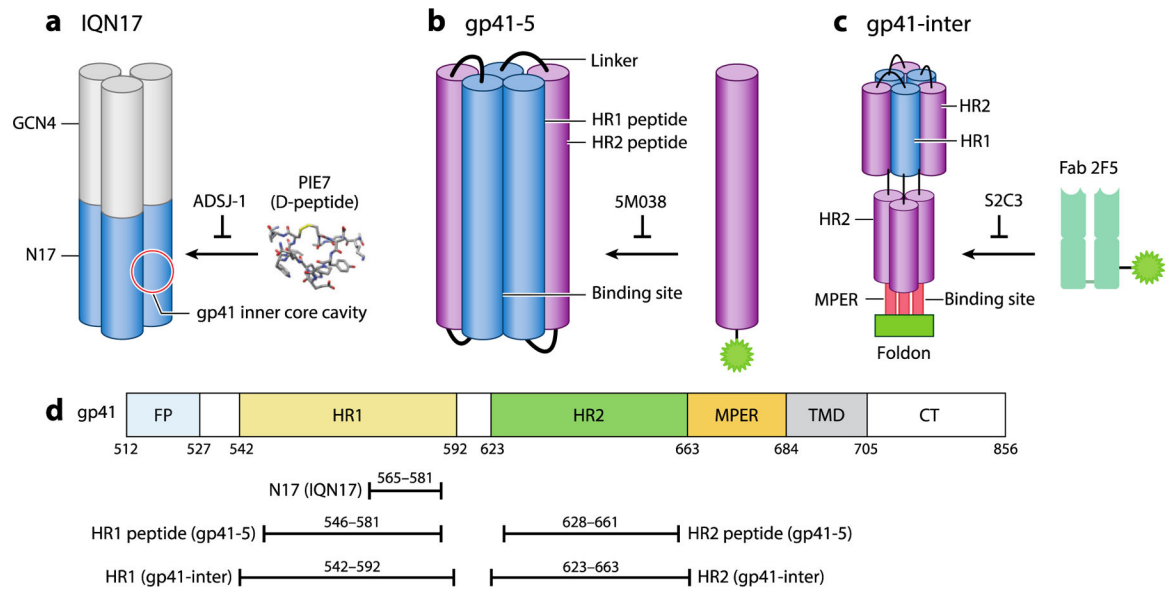 a IQN17
GCN4
N17
ADSJ-1
PIE7
(D-peptide)
gp41 inner core cavity
b gp41-5
Linker
HR1 peptide
HR2 peptide
5M038
Binding site
c gp41-inter
HR2
HR1
HR2
S2C3
Fab 2F5
MPER
Binding site
Foldon
d gp41
FP HR1 HR2 MPER TMD CT
512 527 542 592 623 663 684 705 856
N17 (IQN17) 565–581
HR1 peptide (gp41-5) 546–581 628–661 HR2 peptide (gp41-5)
HR1 (gp41-inter) 542–592 623–663 HR2 (gp41-inter)